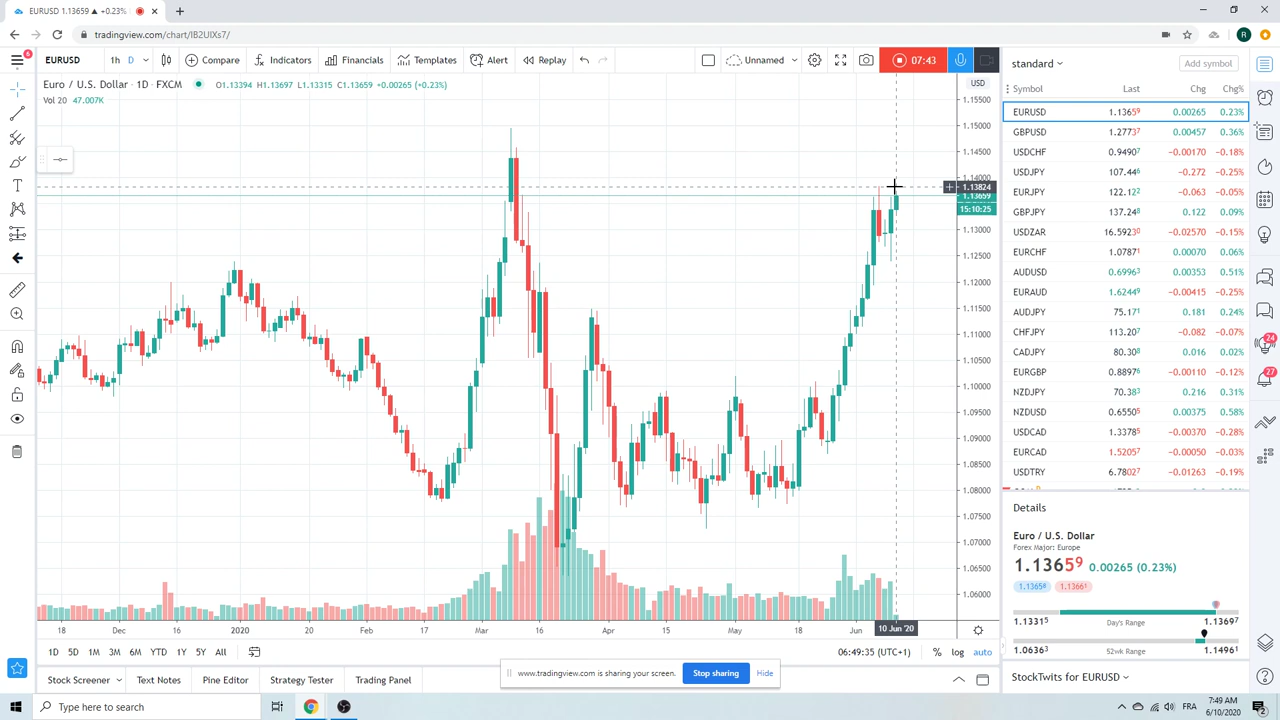 EURUSD 1.13659 ▲ +0.23%
tradingview.com/chart/IB2UIXs7/
R
6
EURUSD 1h D Compare Indicators Financials Templates Alert Replay Unnamed 07:43
standard Add symbol
Euro / U.S. Dollar · 1D · FXCM O1.13394 H1.13697 L1.13315 C1.13659 +0.00265 (+0.23%)
Vol 20 47.007K
USD
1.15500
1.15000
1.14500
1.14000
1.13824
1.13659
15:10:25
1.13000
1.12500
1.12000
1.11500
1.11000
1.10500
1.10000
1.09500
1.09000
1.08500
1.08000
1.07500
1.07000
1.06500
1.06000
18 Dec 16 2020 20 Feb 17 Mar 16 Apr 15 May 18 Jun 10 Jun '20
1D 5D 1M 3M 6M YTD 1Y 5Y All 06:49:35 (UTC+1) % log auto
Stock Screener Text Notes Pine Editor Strategy Tester Trading Panel
www.tradingview.com is sharing your screen. Stop sharing Hide
Symbol Last Chg Chg%
EURUSD 1.13659 0.00265 0.23%
GBPUSD 1.27737 0.00457 0.36%
USDCHF 0.94907 −0.00170 −0.18%
USDJPY 107.446 −0.272 −0.25%
EURJPY 122.122 −0.063 −0.05%
GBPJPY 137.248 0.122 0.09%
USDZAR 16.59230 −0.02570 −0.15%
EURCHF 1.07871 0.00070 0.06%
AUDUSD 0.69963 0.00353 0.51%
EURAUD 1.62449 −0.00415 −0.25%
AUDJPY 75.171 0.181 0.24%
CHFJPY 113.207 −0.082 −0.07%
CADJPY 80.308 0.016 0.02%
EURGBP 0.88976 −0.00110 −0.12%
NZDJPY 70.383 0.216 0.31%
NZDUSD 0.65505 0.00375 0.58%
USDCAD 1.33785 −0.00370 −0.28%
EURCAD 1.52057 −0.00050 −0.03%
USDTRY 6.78027 −0.01263 −0.19%
24
27
Details
Euro / U.S. Dollar
Forex Major: Europe
1.13659 0.00265 (0.23%)
1.13658 1.13661
1.13315 Day's Range 1.13697
1.06363 52wk Range 1.14961
StockTwits for EURUSD
Type here to search
FRA
7:49 AM
6/10/2020
2